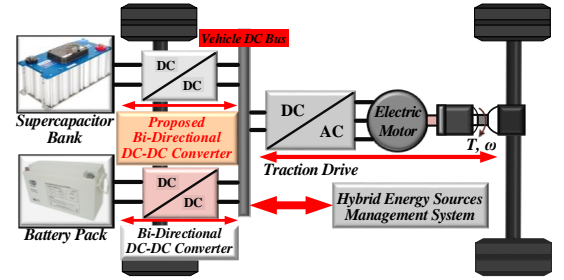 Vehicle DC Bus
DC
DC
Supercapacitor
Bank
Proposed
Bi-Directional
DC-DC Converter
DC
AC
Electric
Motor
T, ω
Traction Drive
DC
DC
Battery Pack
Bi-Directional
DC-DC Converter
Hybrid Energy Sources
Management System